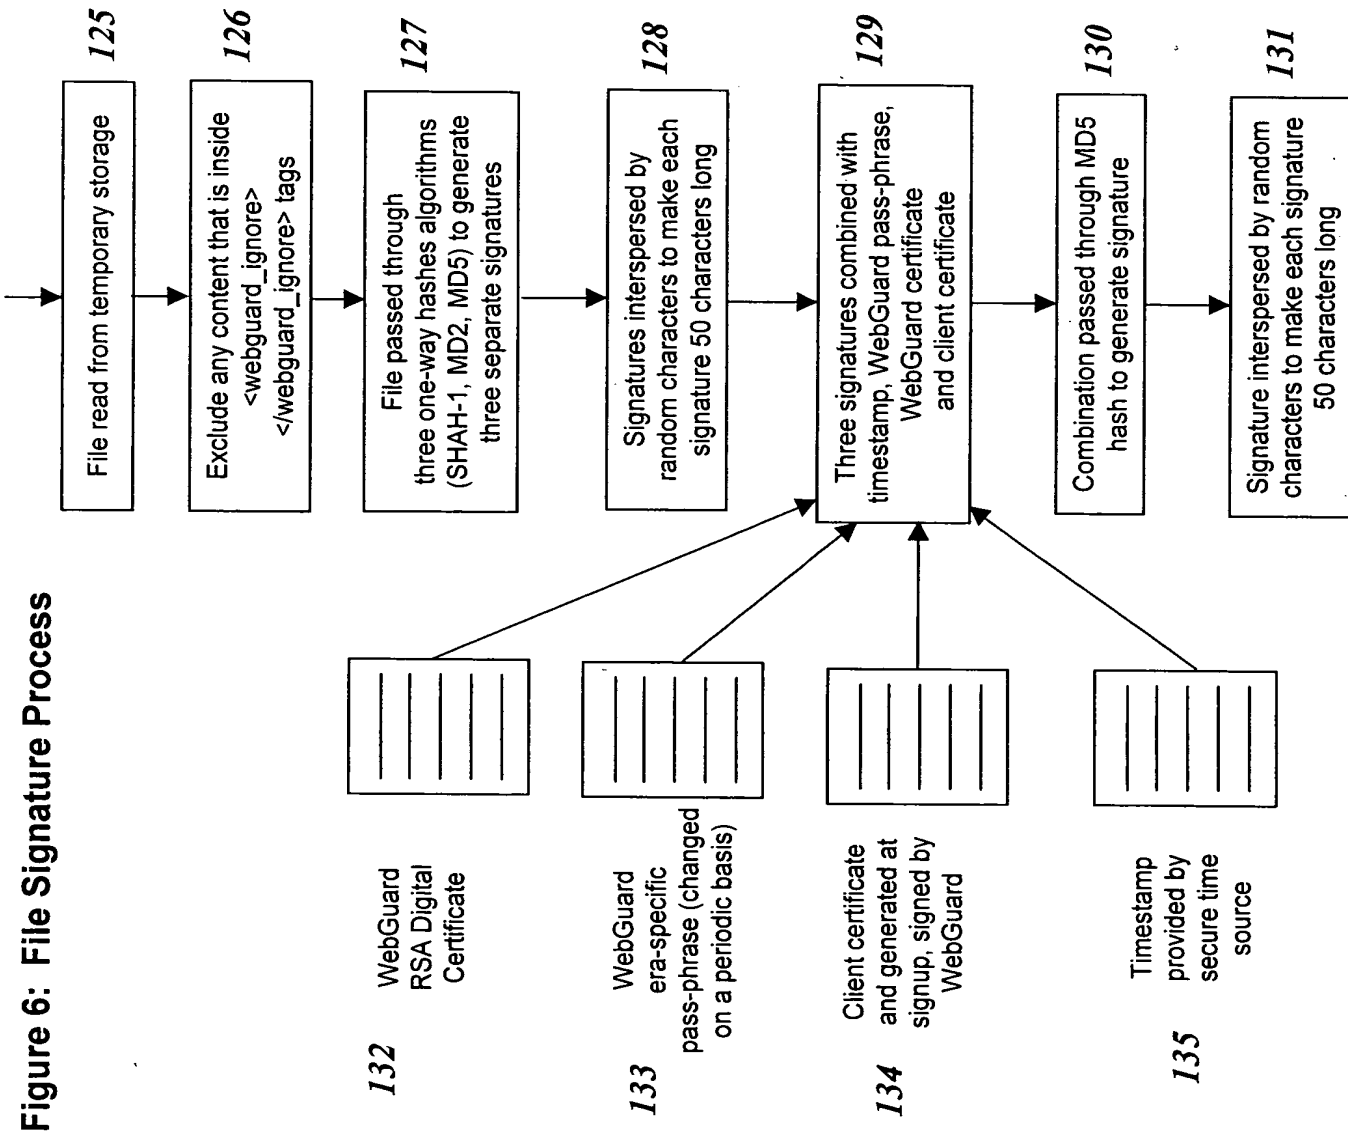 Figure 6: File Signature Process
125
File read from temporary storage
126
Exclude any content that is inside
<webguard_ignore>
</webguard_ignore> tags
127
File passed through
three one-way hashes algorithms
(SHAH-1, MD2, MD5) to generate
three separate signatures
128
Signatures interspersed by
random characters to make each
signature 50 characters long
129
Three signatures combined with
timestamp, WebGuard pass-phrase,
WebGuard certificate
and client certificate
130
Combination passed through MD5
hash to generate signature
131
Signature interspersed by random
characters to make each signature
50 characters long
132
WebGuard
RSA Digital
Certificate
133
WebGuard
era-specific
pass-phrase (changed
on a periodic basis)
134
Client certificate
and generated at
signup, signed by
WebGuard
135
Timestamp
provided by
secure time
source